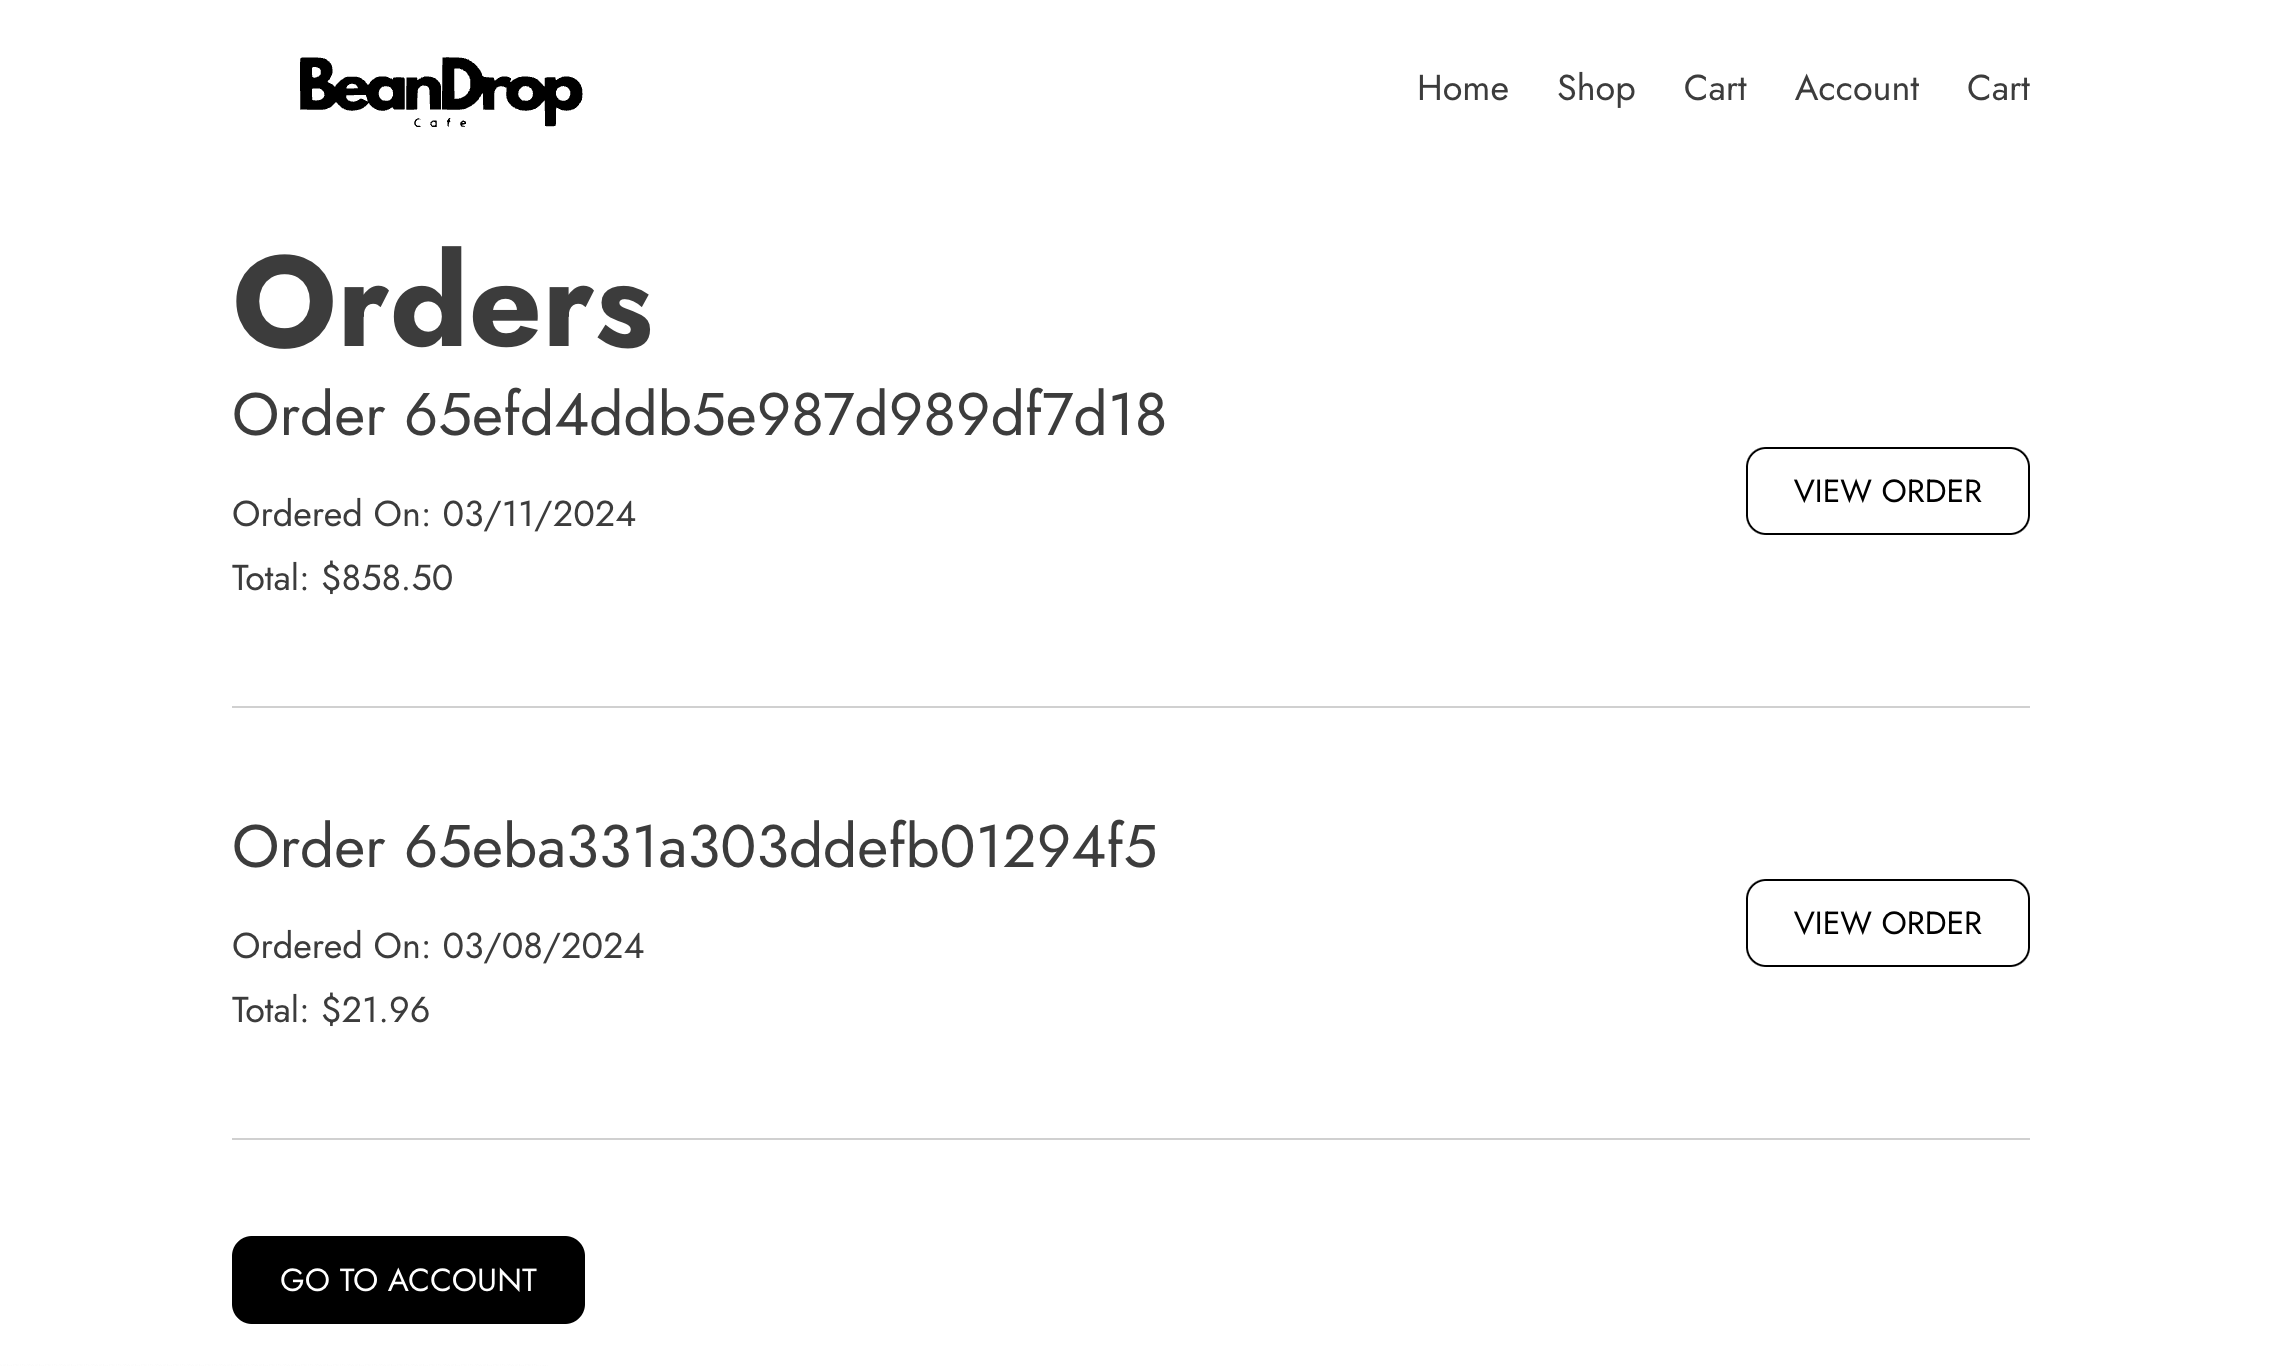 BeanDrop
Cafe
Home Shop Cart Account Cart
Orders
Order 65efd4ddb5e987d989df7d18
Ordered On: 03/11/2024
Total: $858.50
VIEW ORDER
Order 65eba331a303ddefb01294f5
Ordered On: 03/08/2024
Total: $21.96
VIEW ORDER
GO TO ACCOUNT